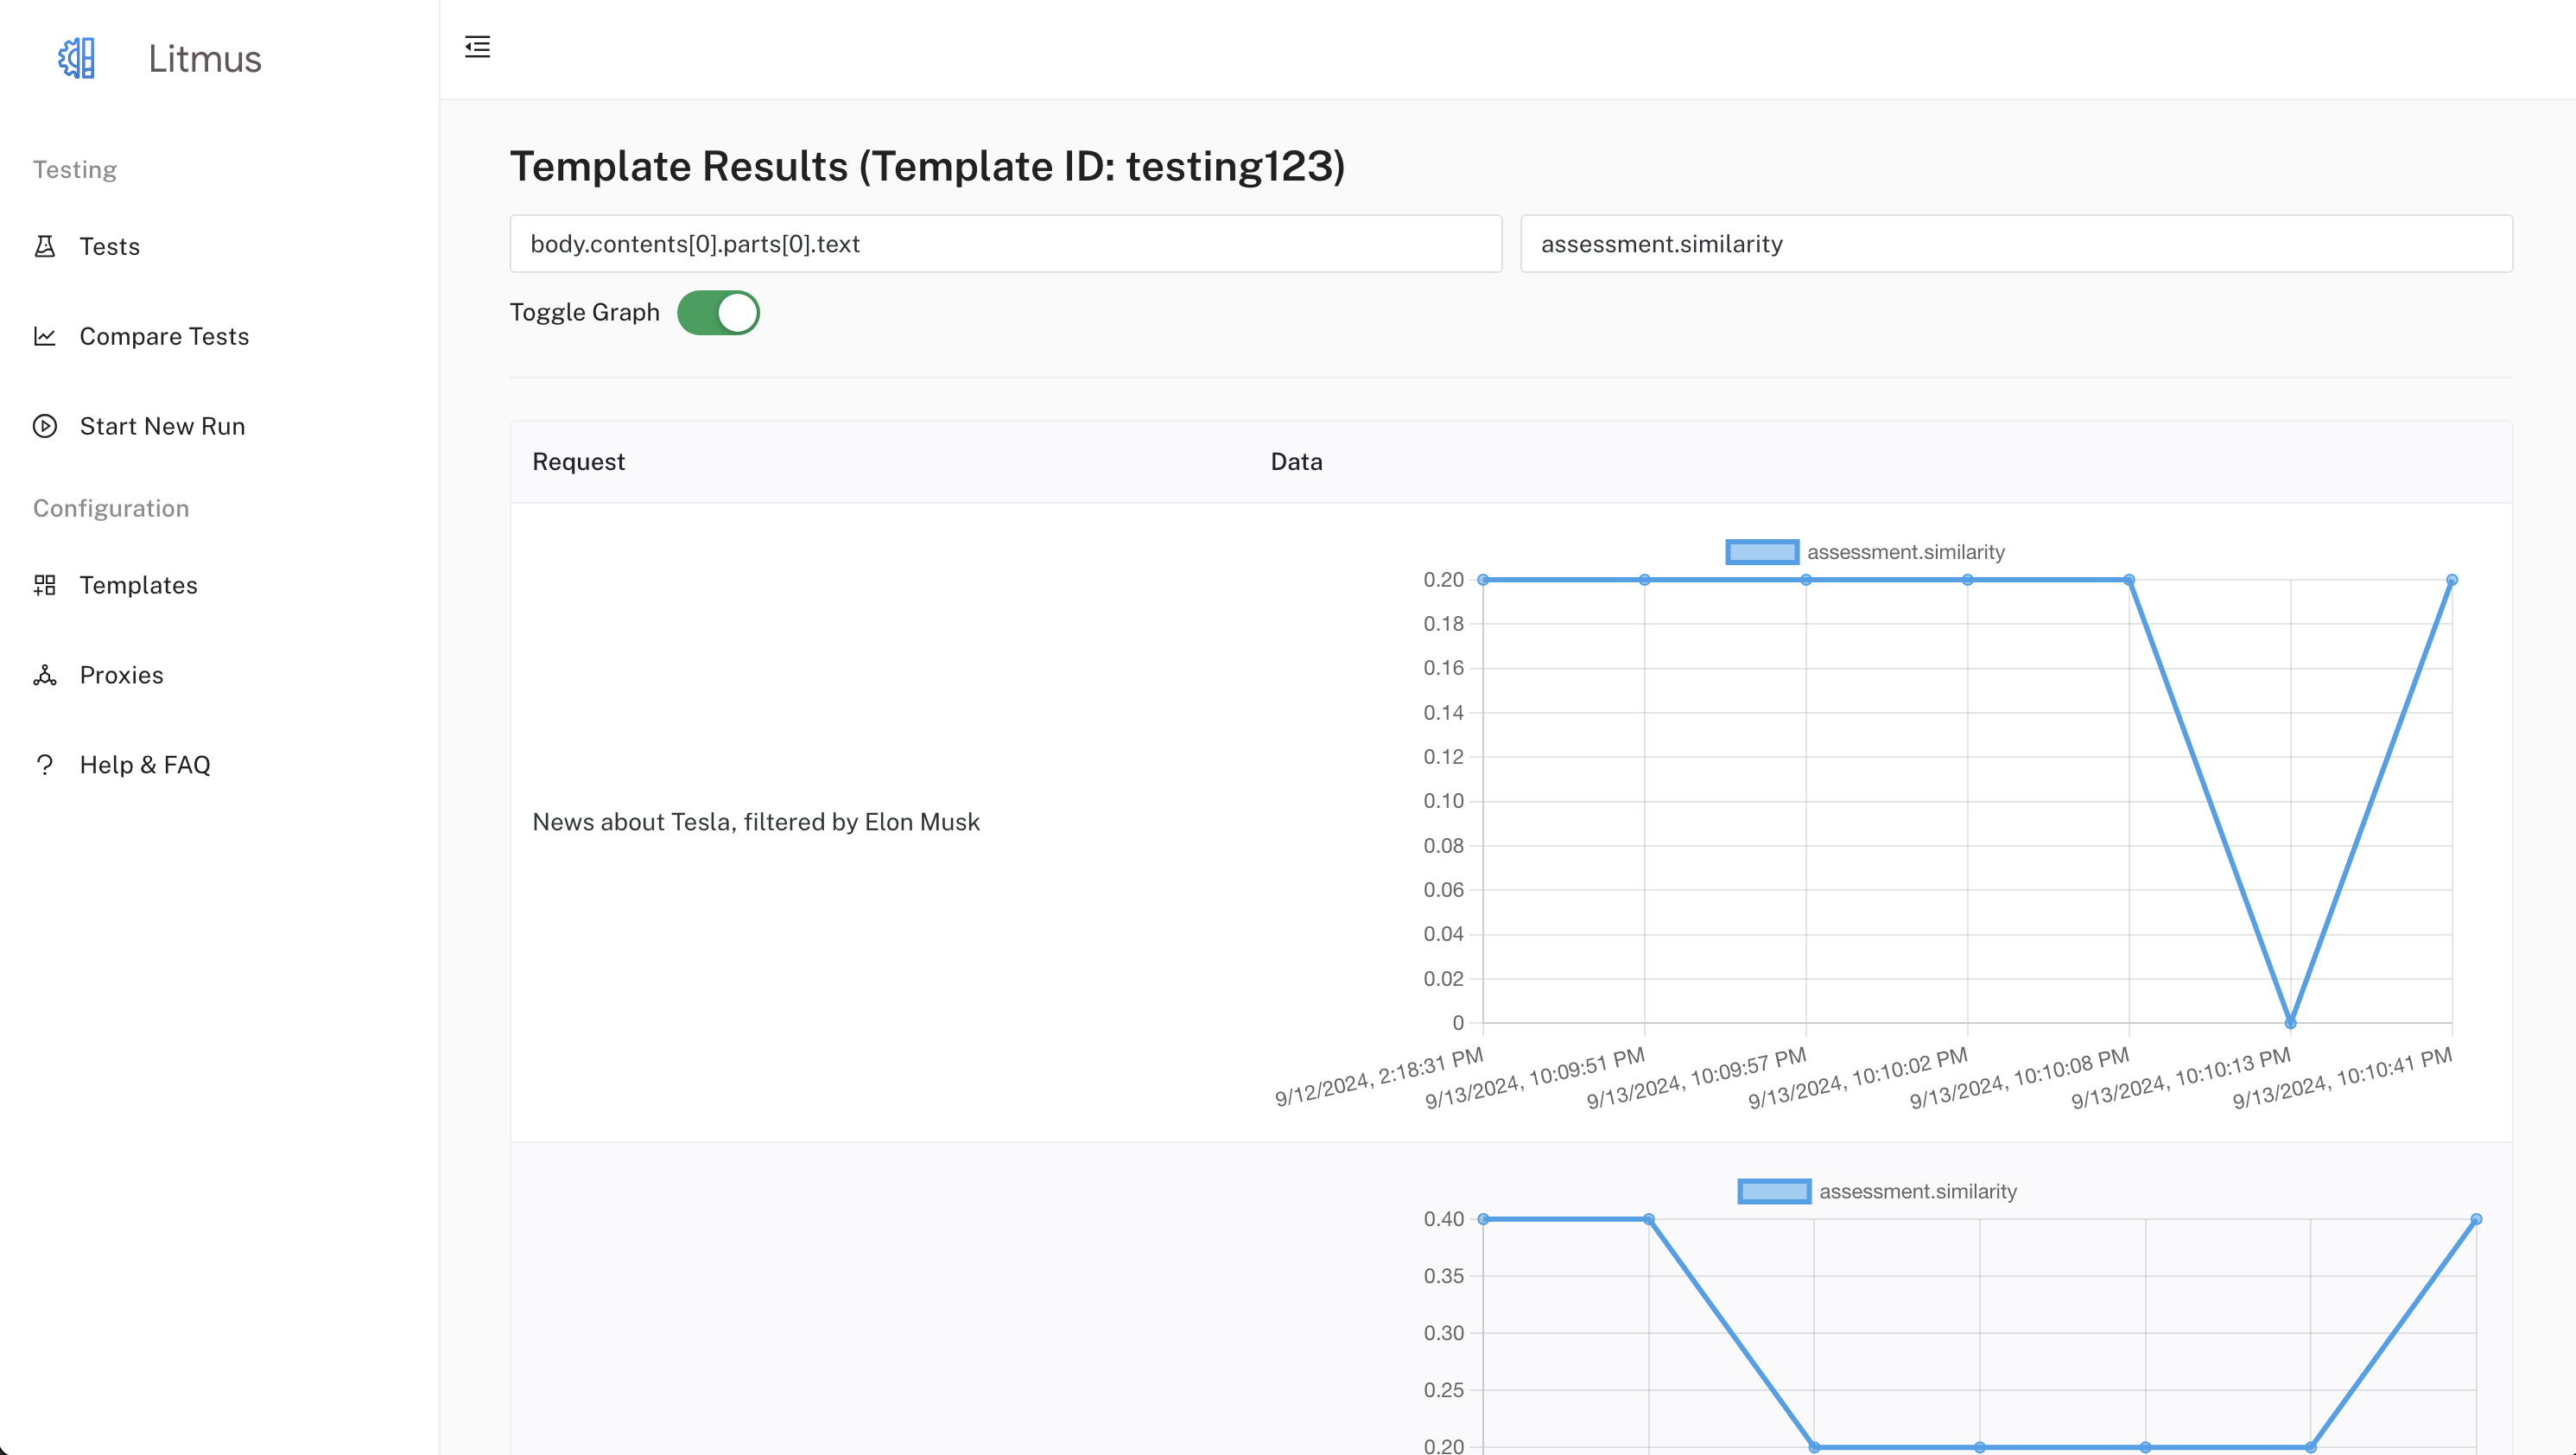 Litmus
Testing
Tests
Compare Tests
Start New Run
Configuration
Templates
Proxies
Help & FAQ
Template Results (Template ID: testing123)
body.contents[0].parts[0].text
assessment.similarity
Toggle Graph
Request
Data
News about Tesla, filtered by Elon Musk
assessment.similarity
0.20
0.18
0.16
0.14
0.12
0.10
0.08
0.06
0.04
0.02
0
9/12/2024, 2:18:31 PM
9/13/2024, 10:09:51 PM
9/13/2024, 10:09:57 PM
9/13/2024, 10:10:02 PM
9/13/2024, 10:10:08 PM
9/13/2024, 10:10:13 PM
9/13/2024, 10:10:41 PM
assessment.similarity
0.40
0.35
0.30
0.25
0.20